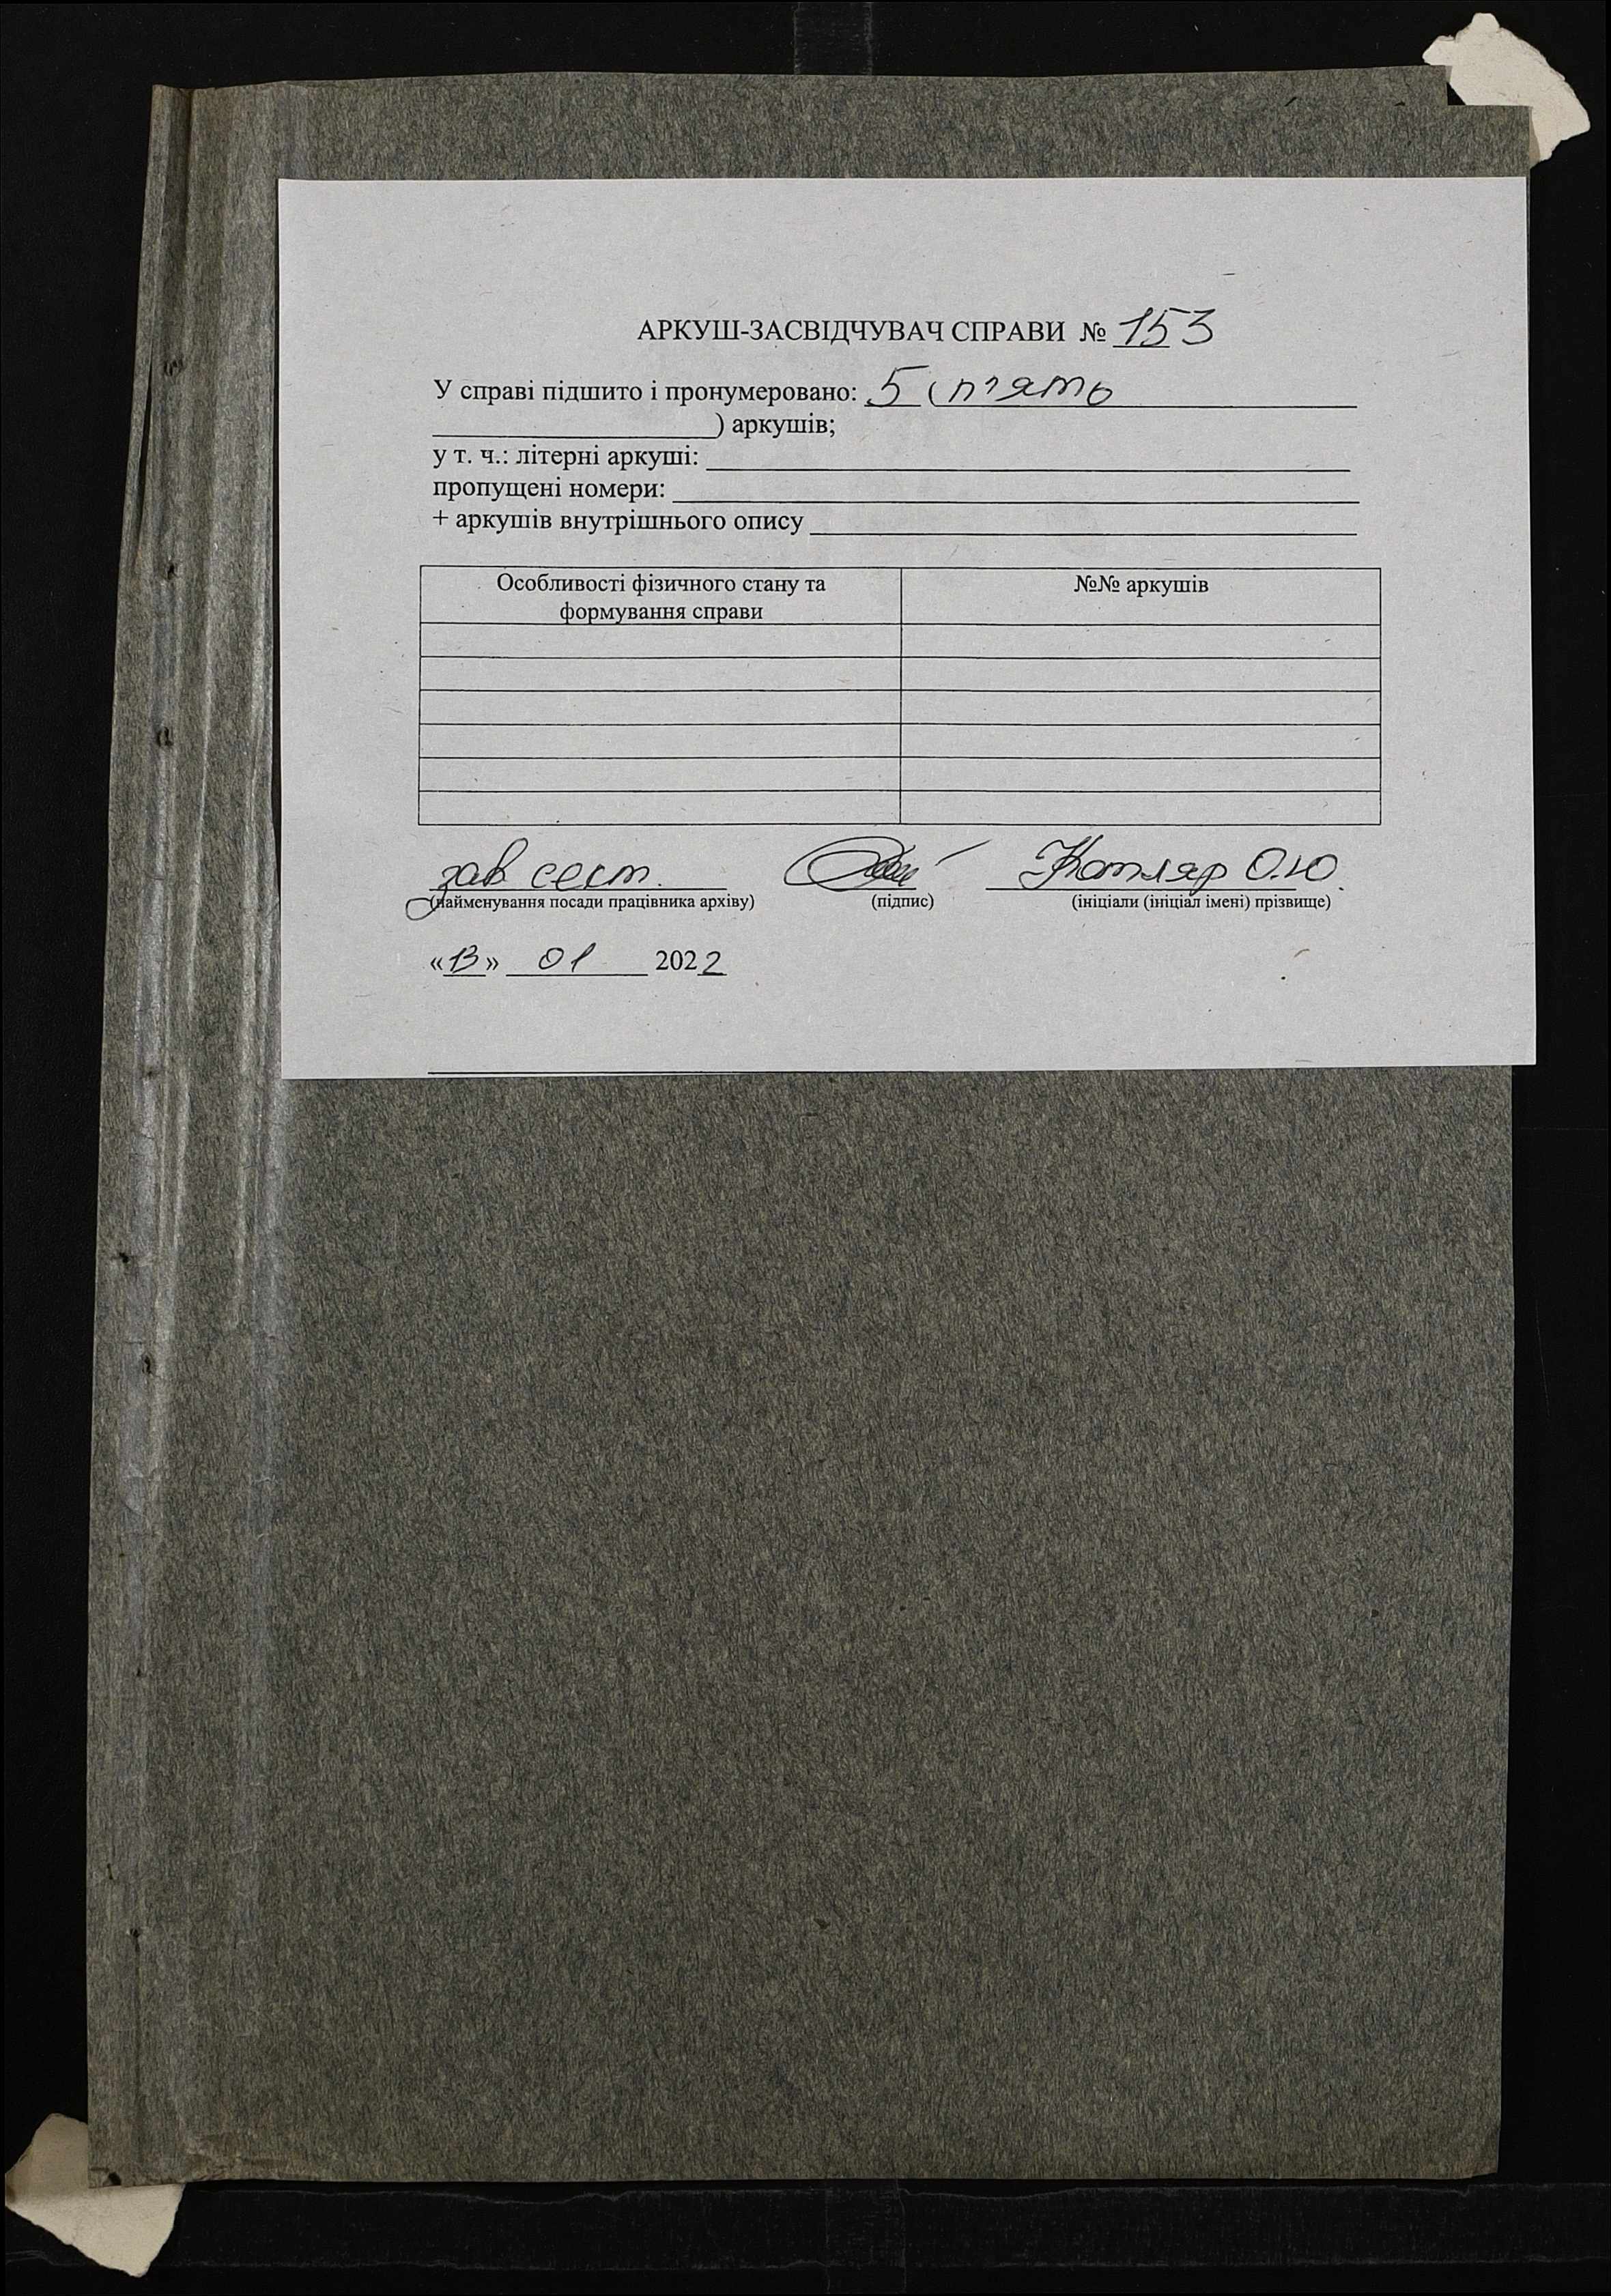 АРКУШ-ЗАСВІДЧУВАЧ СПРАВИ № 153
У справі підшито і пронумеровано: 5 (п'ять
) аркушів;
у т. ч.: літерні аркуші:
пропущені номери:
+ аркушів внутрішнього опису
Особливості фізичного стану та
формування справи
№№ аркушів
зав сект. Котляр О.Ю.
(найменування посади працівника архіву) (підпис) (ініціали (ініціал імені) прізвище)
«13» 01 2022